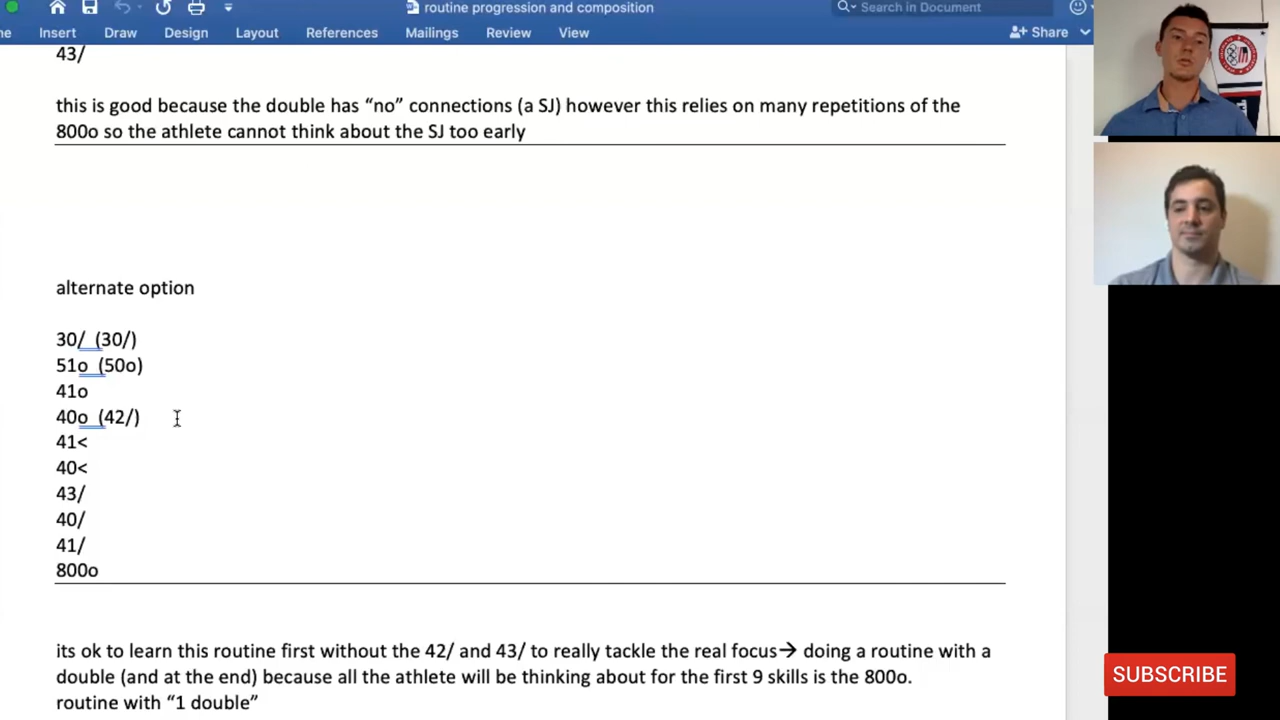 routine progression and composition
Search in Document
Insert Draw Design Layout References Mailings Review View
Share
43/
this is good because the double has “no” connections (a SJ) however this relies on many repetitions of the
800o so the athlete cannot think about the SJ too early
alternate option
30/ (30/)
51o (50o)
41o
40o (42/)
41<
40<
43/
40/
41/
800o
its ok to learn this routine first without the 42/ and 43/ to really tackle the real focus→ doing a routine with a
double (and at the end) because all the athlete will be thinking about for the first 9 skills is the 800o.
routine with “1 double”
SUBSCRIBE